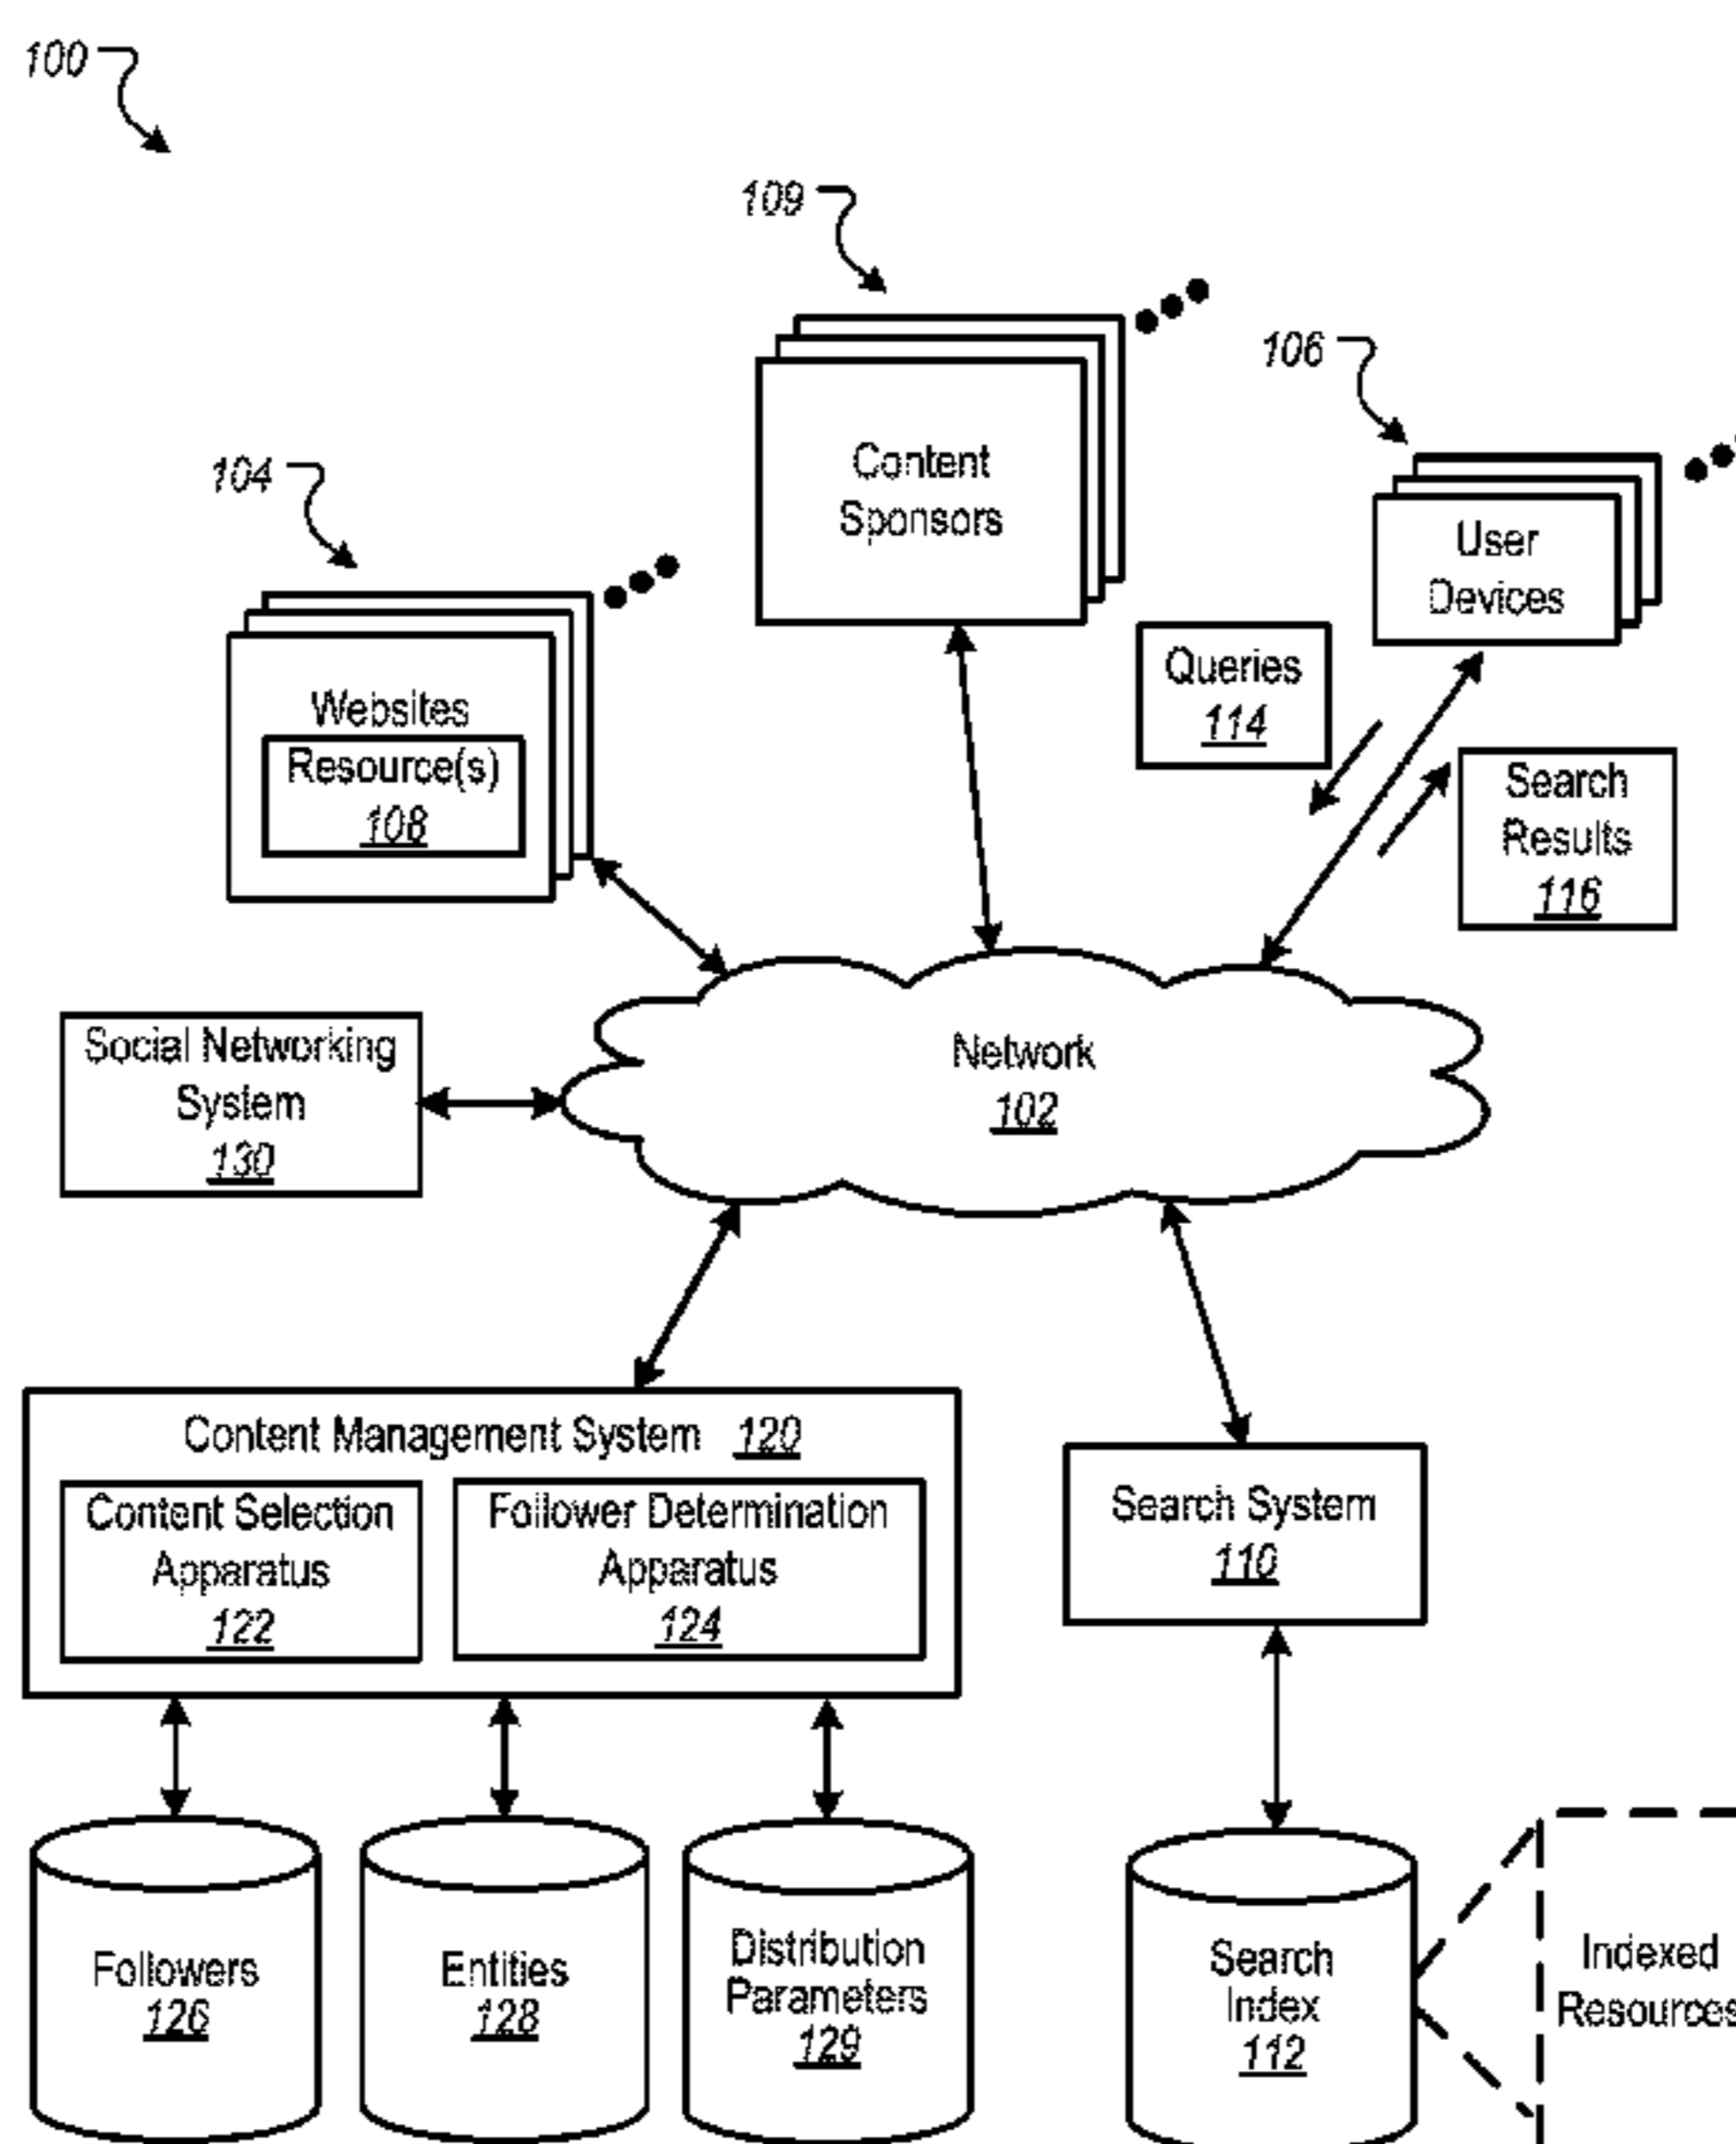 100
109
106
104
Content
Sponsors
User
Devices
Queries
114
Websites
Resource(s)
108
Search
Results
116
Social Networking
System
130
Network
102
Content Management System 120
Content Selection
Apparatus
122
Follower Determination
Apparatus
124
Search System
110
Followers
126
Entities
128
Distribution
Parameters
129
Search
Index
112
Indexed
Resources